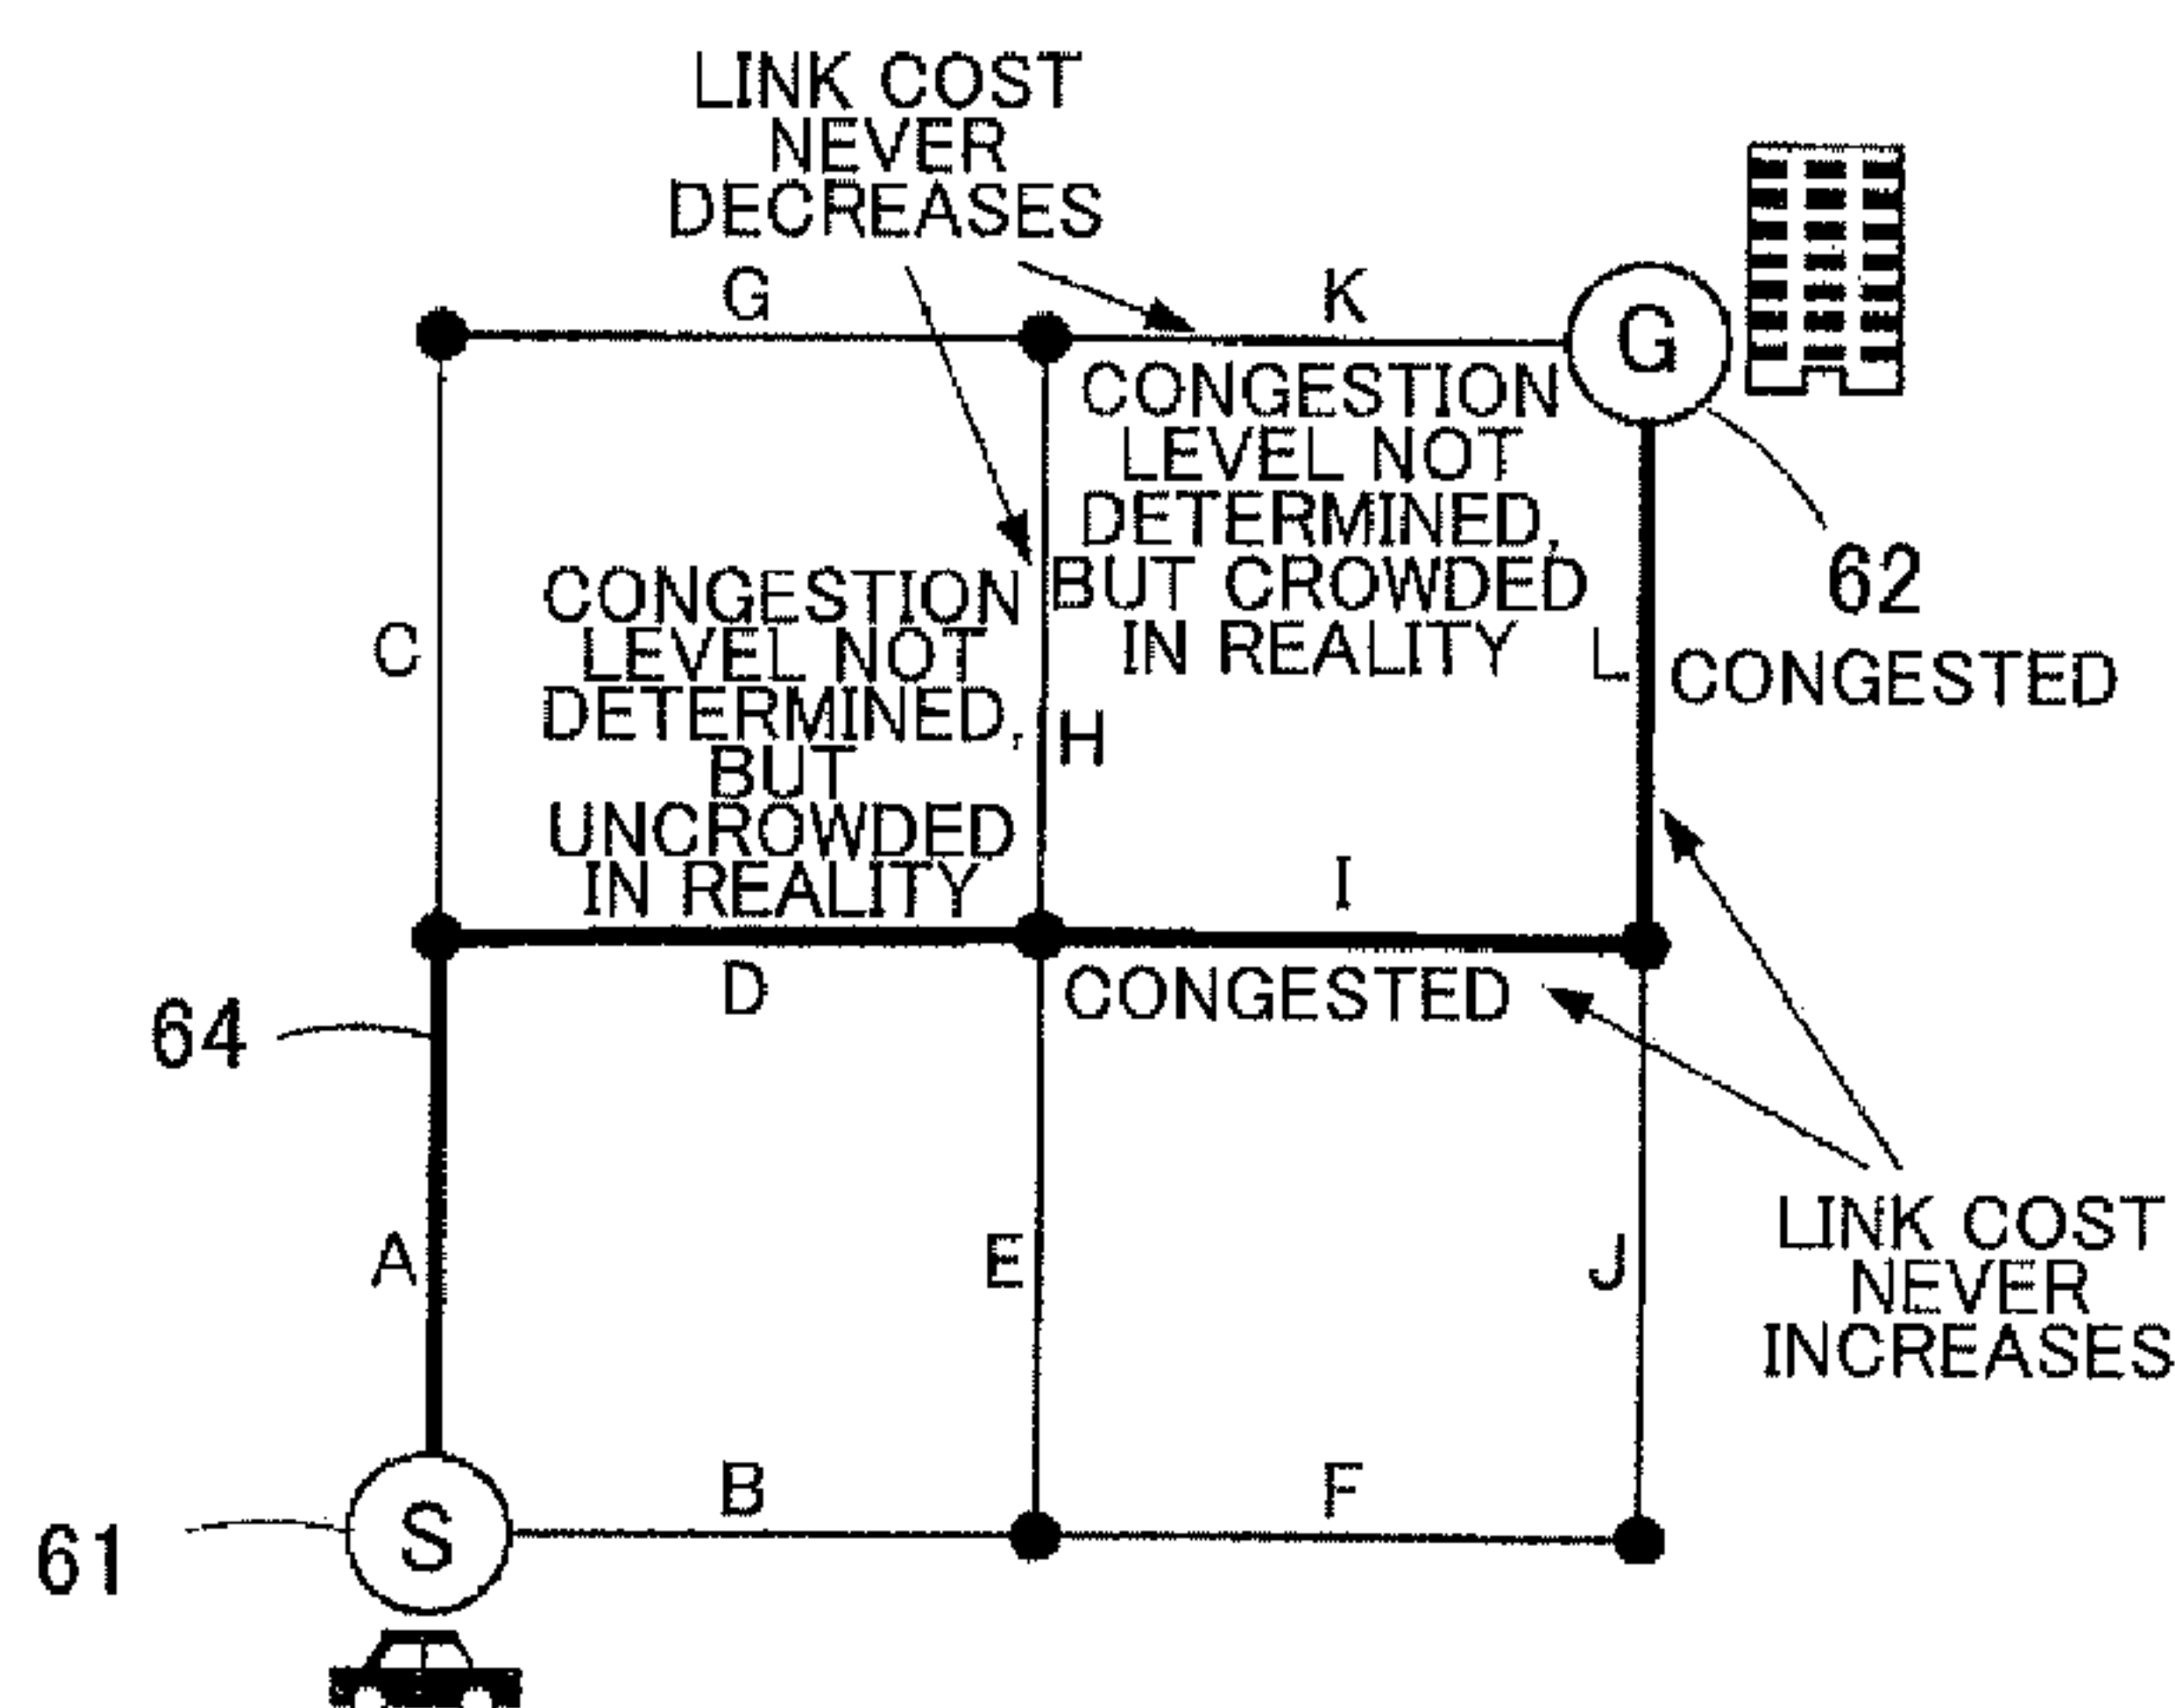 LINK COST
NEVER
DECREASES
G
K
G
CONGESTION
LEVEL NOT
DETERMINED,
BUT CROWDED
IN REALITY
62
C
CONGESTION
LEVEL NOT
DETERMINED,
BUT
UNCROWDED
IN REALITY
H
L
CONGESTED
I
D
CONGESTED
64
A
E
J
LINK COST
NEVER
INCREASES
B
F
S
61